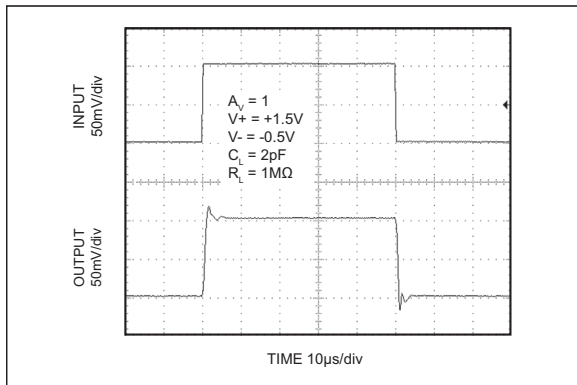 INPUT
50mV/div
A_V = 1
V+ = +1.5V
V- = -0.5V
C_L = 2pF
R_L = 1MΩ
OUTPUT
50mV/div
TIME 10µs/div